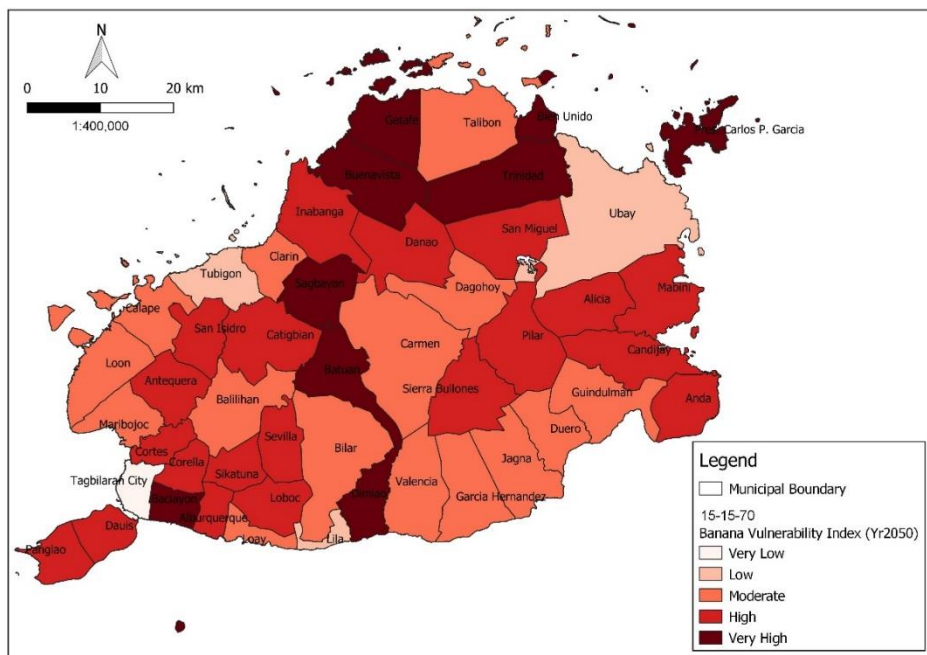 N
0 10 20 km
1:400,000
Getafe
Talibon
Bien Unido
Pres. Carlos P. Garcia
Buenavista
Trinidad
Ubay
Inabanga
San Miguel
Danao
Clarin
Tubigon
Sagbayan
Dagohoy
Alicia
Mabini
Calape
San Isidro
Catigbian
Carmen
Pilar
Candijay
Loon
Batuan
Antequera
Sierra Bullones
Balilihan
Guindulman
Anda
Maribojoc
Duero
Sevilla
Bilar
Cortes
Corella
Jagna
Sikatuna
Tagbilaran City
Valencia
Loboc
Dimiao
Garcia Hernandez
Baclayon
Alburquerque
Dauis
Loay
Lila
Panglao
Legend
Municipal Boundary
15-15-70
Banana Vulnerability Index (Yr2050)
Very Low
Low
Moderate
High
Very High